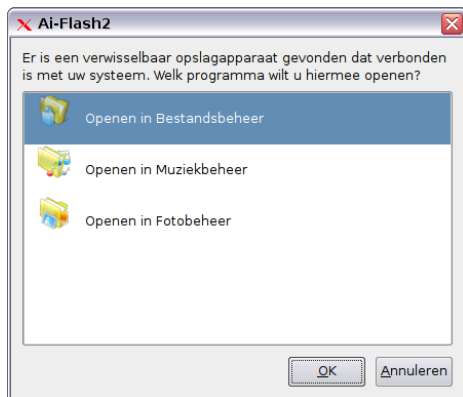 Ai-Flash2
Er is een verwisselbaar opslagapparaat gevonden dat verbonden
is met uw systeem. Welk programma wilt u hiermee openen?
Openen in Bestandsbeheer
Openen in Muziekbeheer
Openen in Fotobeheer
OK Annuleren